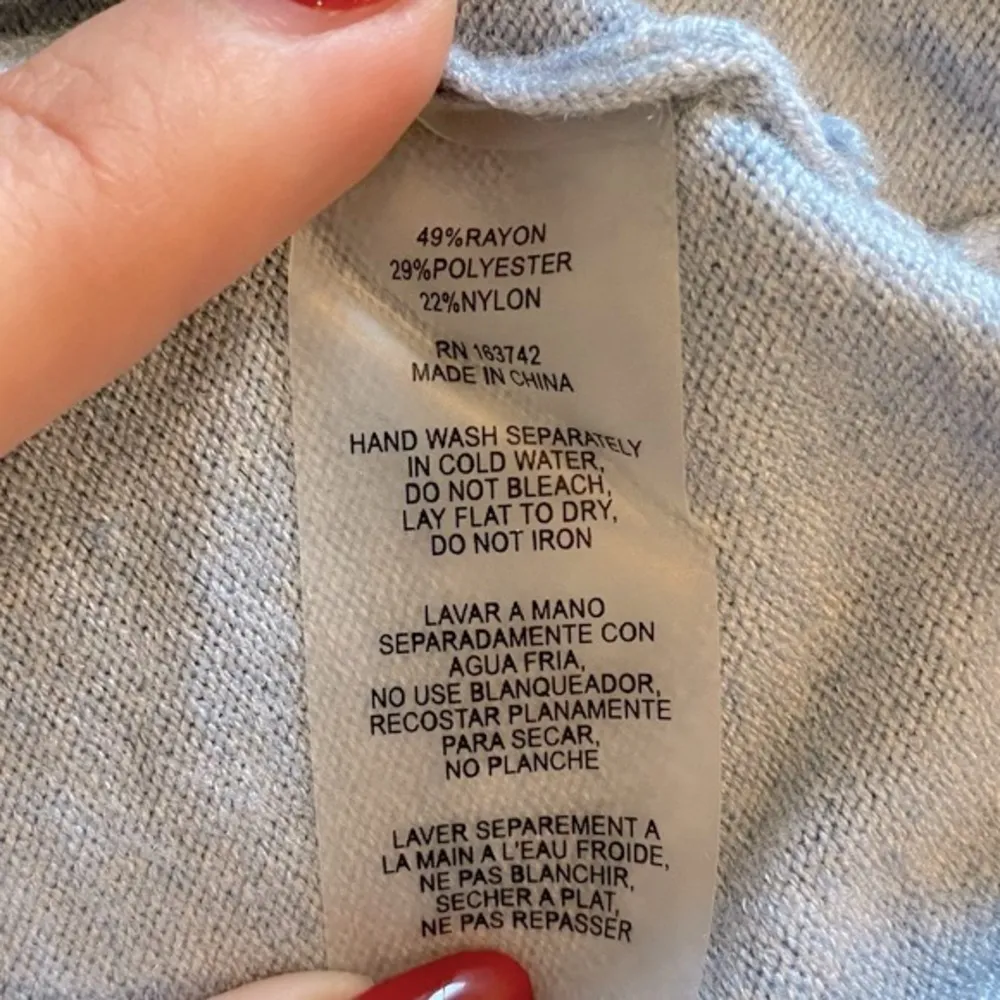 49%RAYON
29%POLYESTER
22%NYLON
RN 163742
MADE IN CHINA
HAND WASH SEPARATELY
IN COLD WATER,
DO NOT BLEACH,
LAY FLAT TO DRY,
DO NOT IRON
LAVAR A MANO
SEPARADAMENTE CON
AGUA FRIA,
NO USE BLANQUEADOR,
RECOSTAR PLANAMENTE
PARA SECAR,
NO PLANCHE
LAVER SEPAREMENT A
LA MAIN A L'EAU FROIDE,
NE PAS BLANCHIR,
SECHER A PLAT,
NE PAS REPASSER